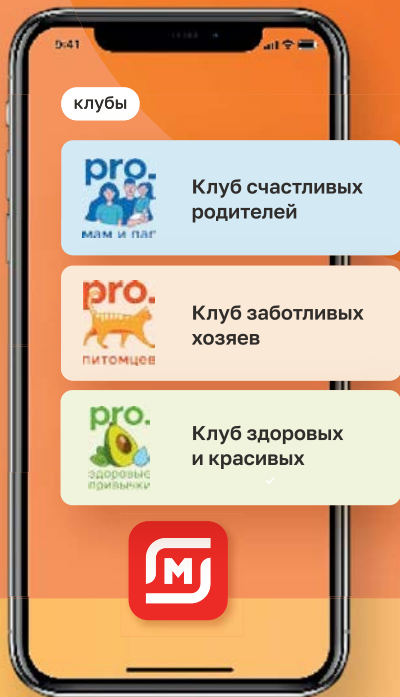 9:41
клубы
pro.
мам и пап
Клуб счастливых
родителей
pro.
питомцев
Клуб заботливых
хозяев
pro.
здоровые
привычки
Клуб здоровых
и красивых
М